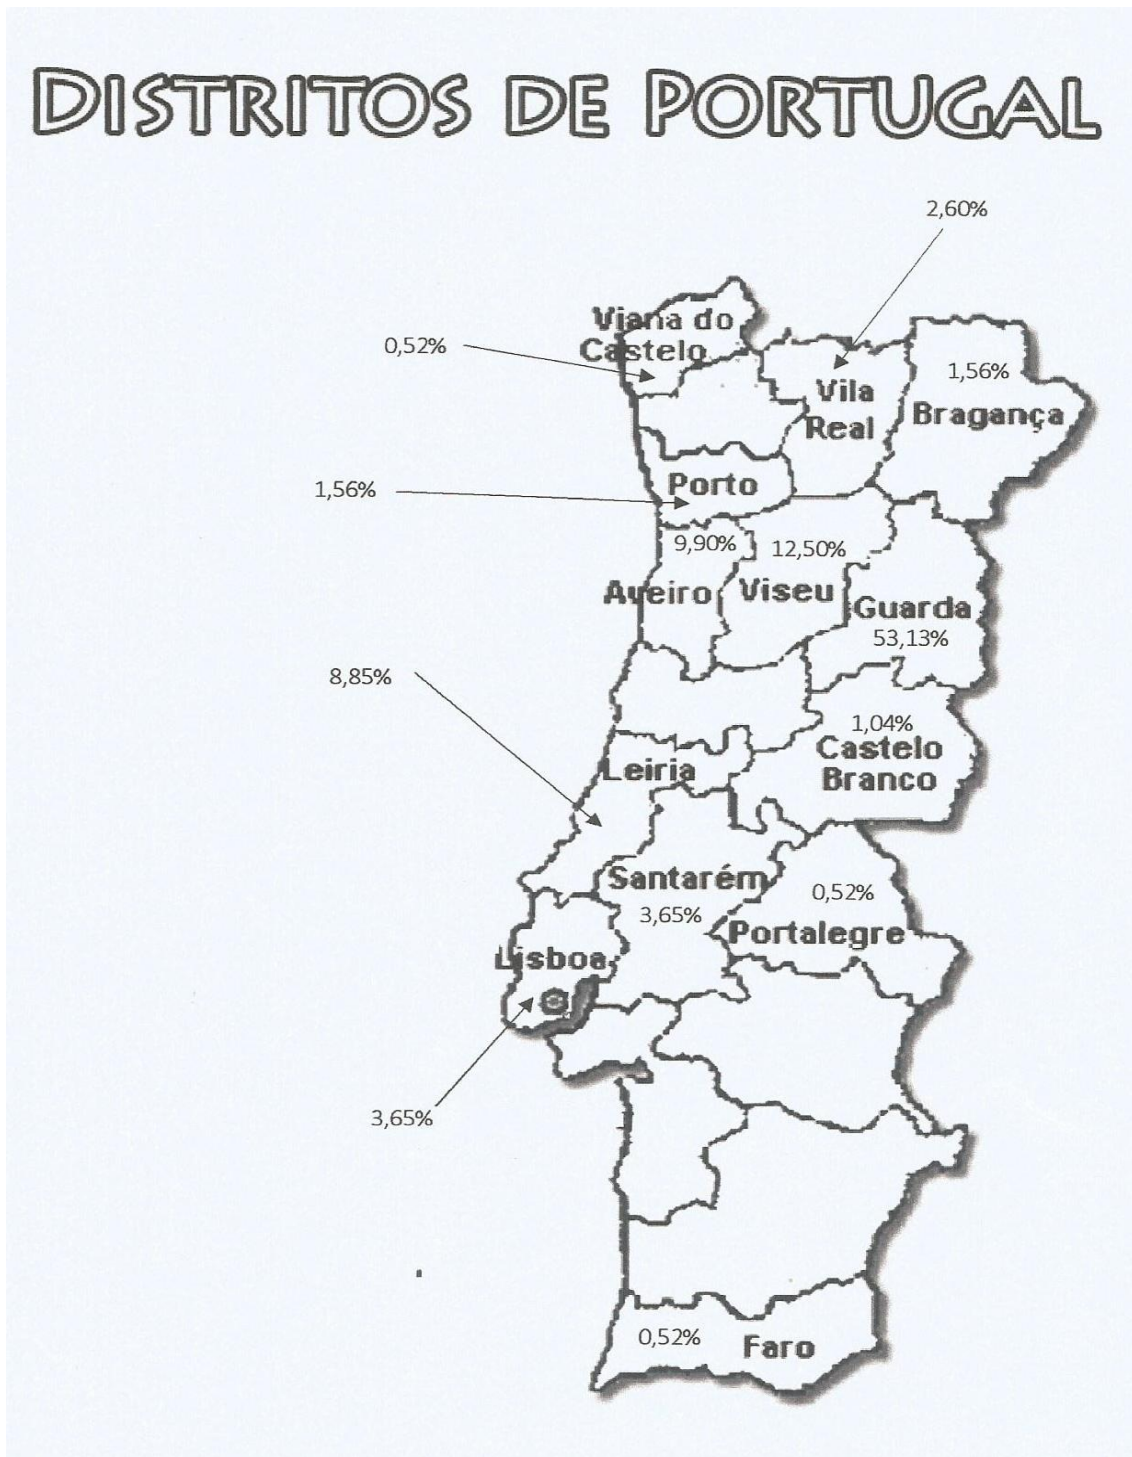 DISTRITOS DE PORTUGAL
2,60%
Viana do
Castelo
0,52%
1,56%
Vila
Real
Bragança
Porto
1,56%
9,90%
12,50%
Aveiro
Viseu
Guarda
53,13%
8,85%
1,04%
Castelo
Branco
Leiria
Santarém
3,65%
0,52%
Portalegre
Lisboa
3,65%
0,52%
Faro